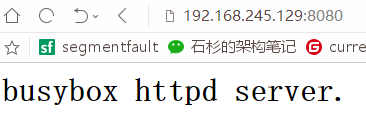 192.168.245.129:8080
sf segmentfault 石杉的架构笔记 G curre
busybox httpd server.